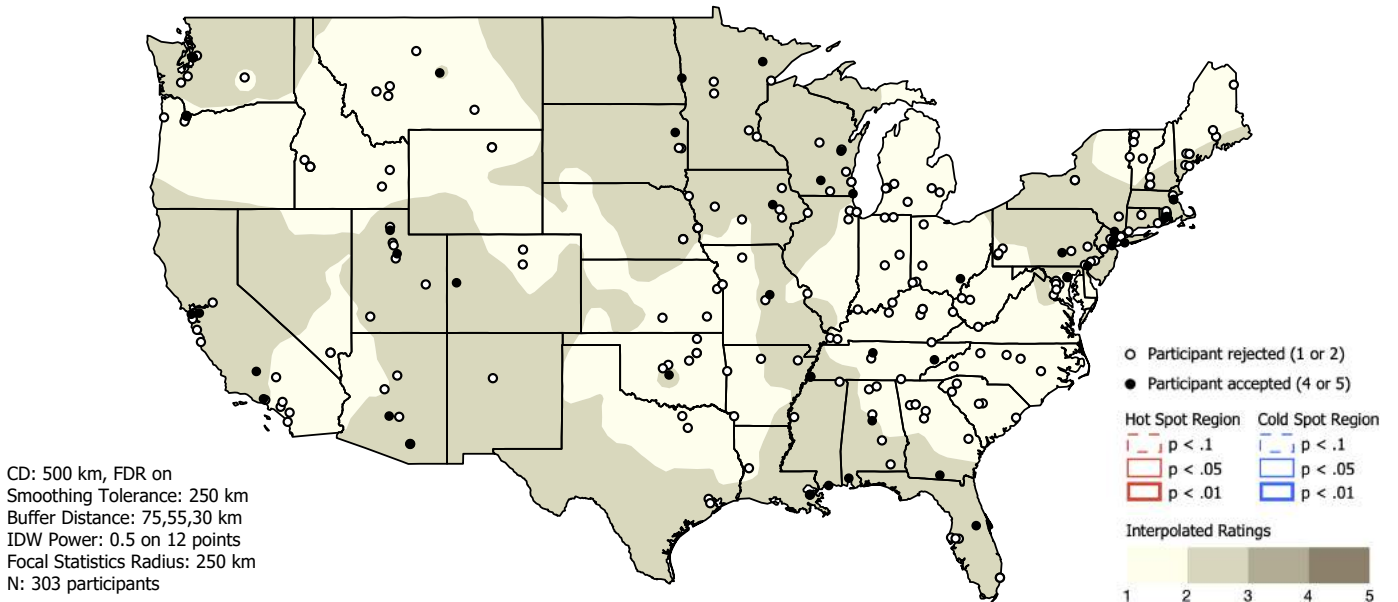 Participant rejected (1 or 2)
Participant accepted (4 or 5)
Hot Spot Region
Cold Spot Region
p < .1
p < .1
p < .05
p < .05
p < .01
p < .01
Interpolated Ratings
1 2 3 4 5
CD: 500 km, FDR on
Smoothing Tolerance: 250 km
Buffer Distance: 75,55,30 km
IDW Power: 0.5 on 12 points
Focal Statistics Radius: 250 km
N: 303 participants